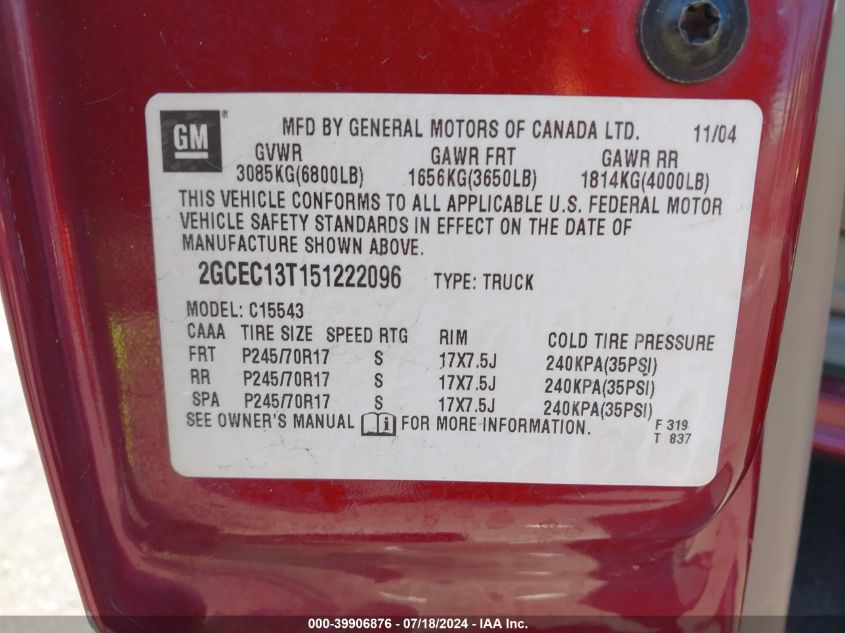 GM®
MFD BY GENERAL MOTORS OF CANADA LTD. 11/04
GVWR GAWR FRT GAWR RR
3085KG(6800LB) 1656KG(3650LB) 1814KG(4000LB)
THIS VEHICLE CONFORMS TO ALL APPLICABLE U.S. FEDERAL MOTOR
VEHICLE SAFETY STANDARDS IN EFFECT ON THE DATE OF
MANUFACTURE SHOWN ABOVE.
2GCEC13T151222096 TYPE: TRUCK
MODEL: C15543
CAAA TIRE SIZE SPEED RTG RIM COLD TIRE PRESSURE
FRT P245/70R17 S 17X7.5J 240KPA(35PSI)
RR P245/70R17 S 17X7.5J 240KPA(35PSI)
SPA P245/70R17 S 17X7.5J 240KPA(35PSI)
SEE OWNER'S MANUAL i FOR MORE INFORMATION.
F 319
T 837
000-39906876 / 07/18/2024 - IAA Inc.